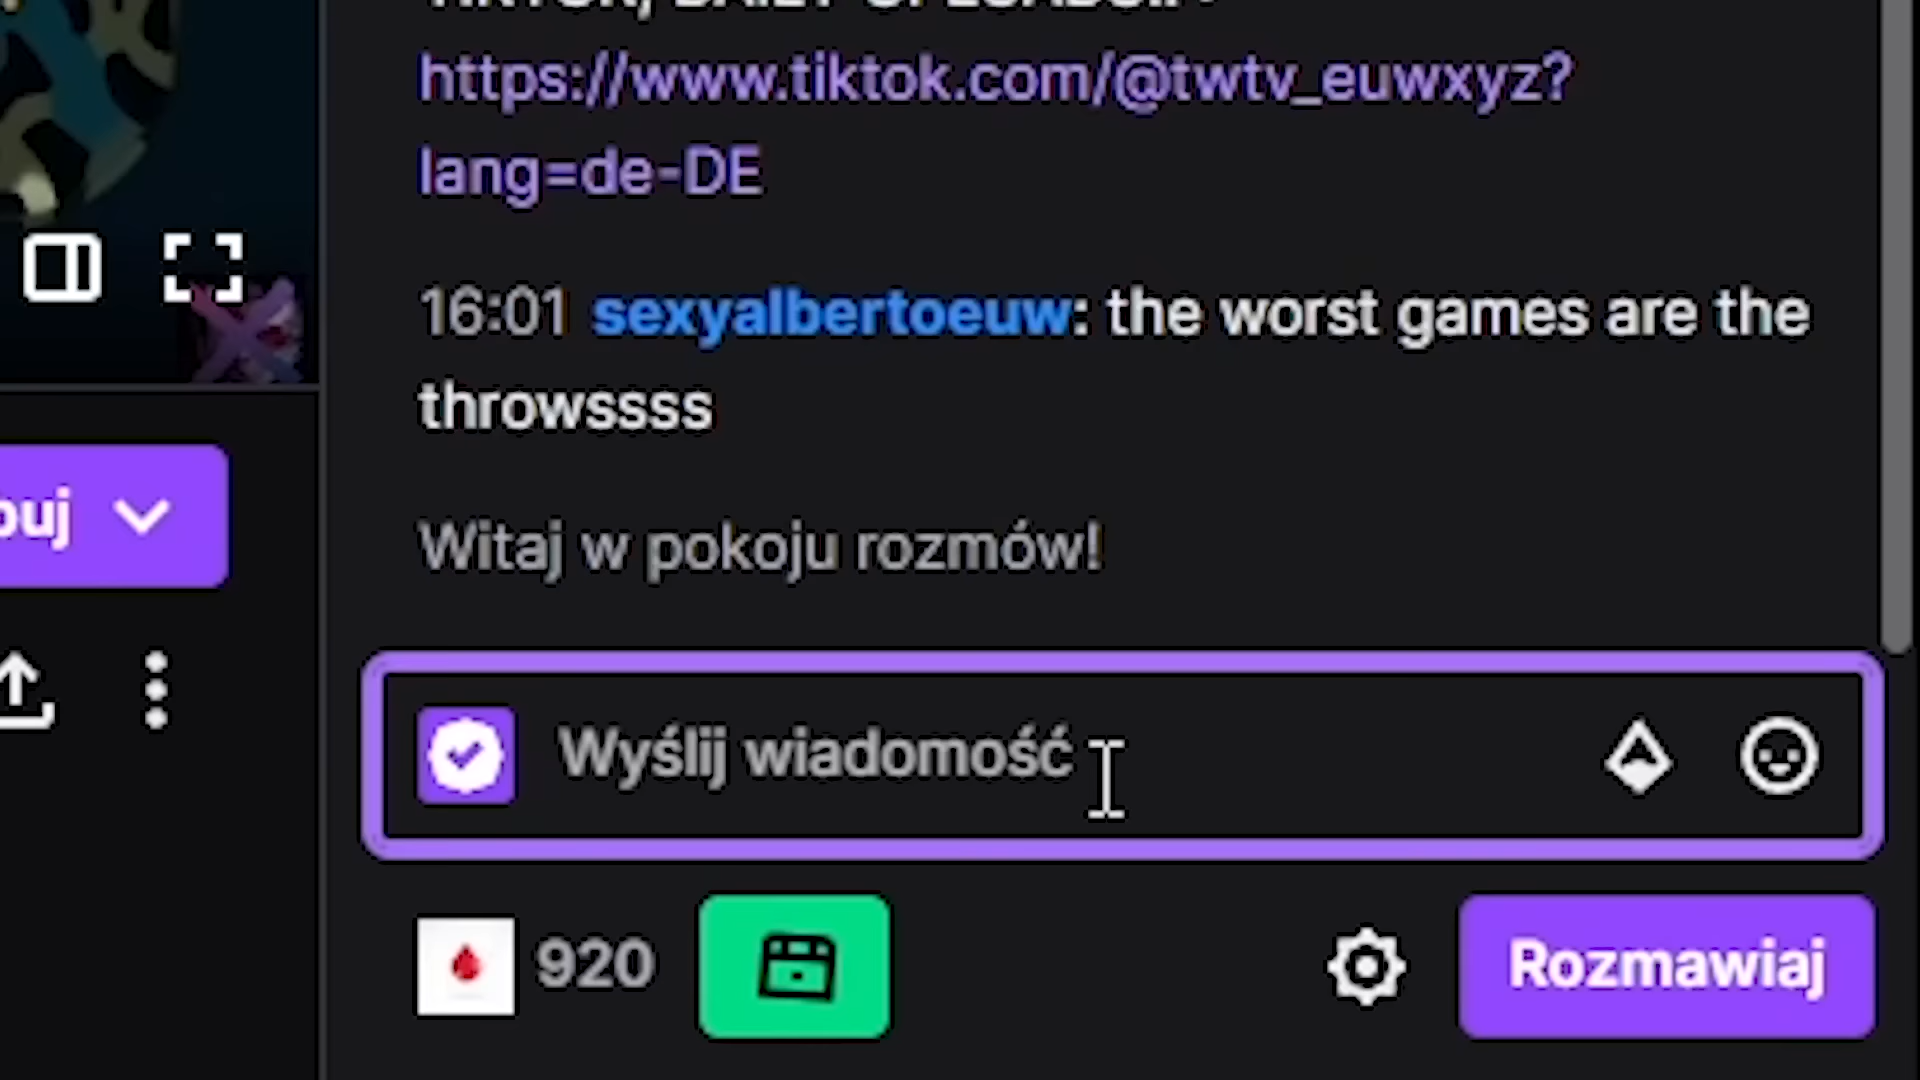 https://www.tiktok.com/@twtv_euwxyz?
lang=de-DE
16:01 sexyalbertoeuw: the worst games are the
throwssss
Witaj w pokoju rozmów!
Wyślij wiadomość
920
Rozmawiaj